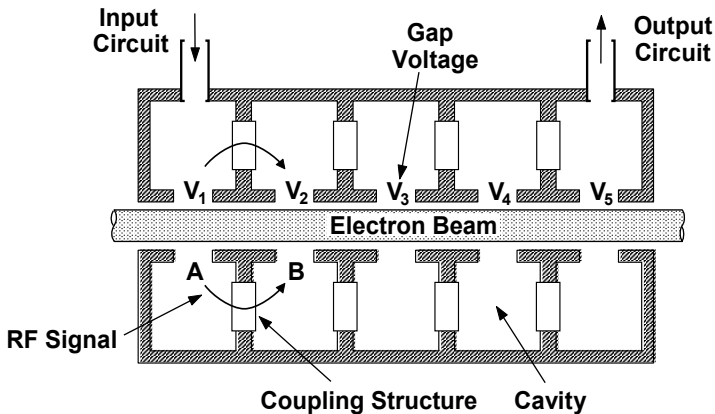 Input
Circuit
Gap
Voltage
Output
Circuit
V1
V2
V3
V4
V5
Electron Beam
A
B
RF Signal
Coupling Structure
Cavity